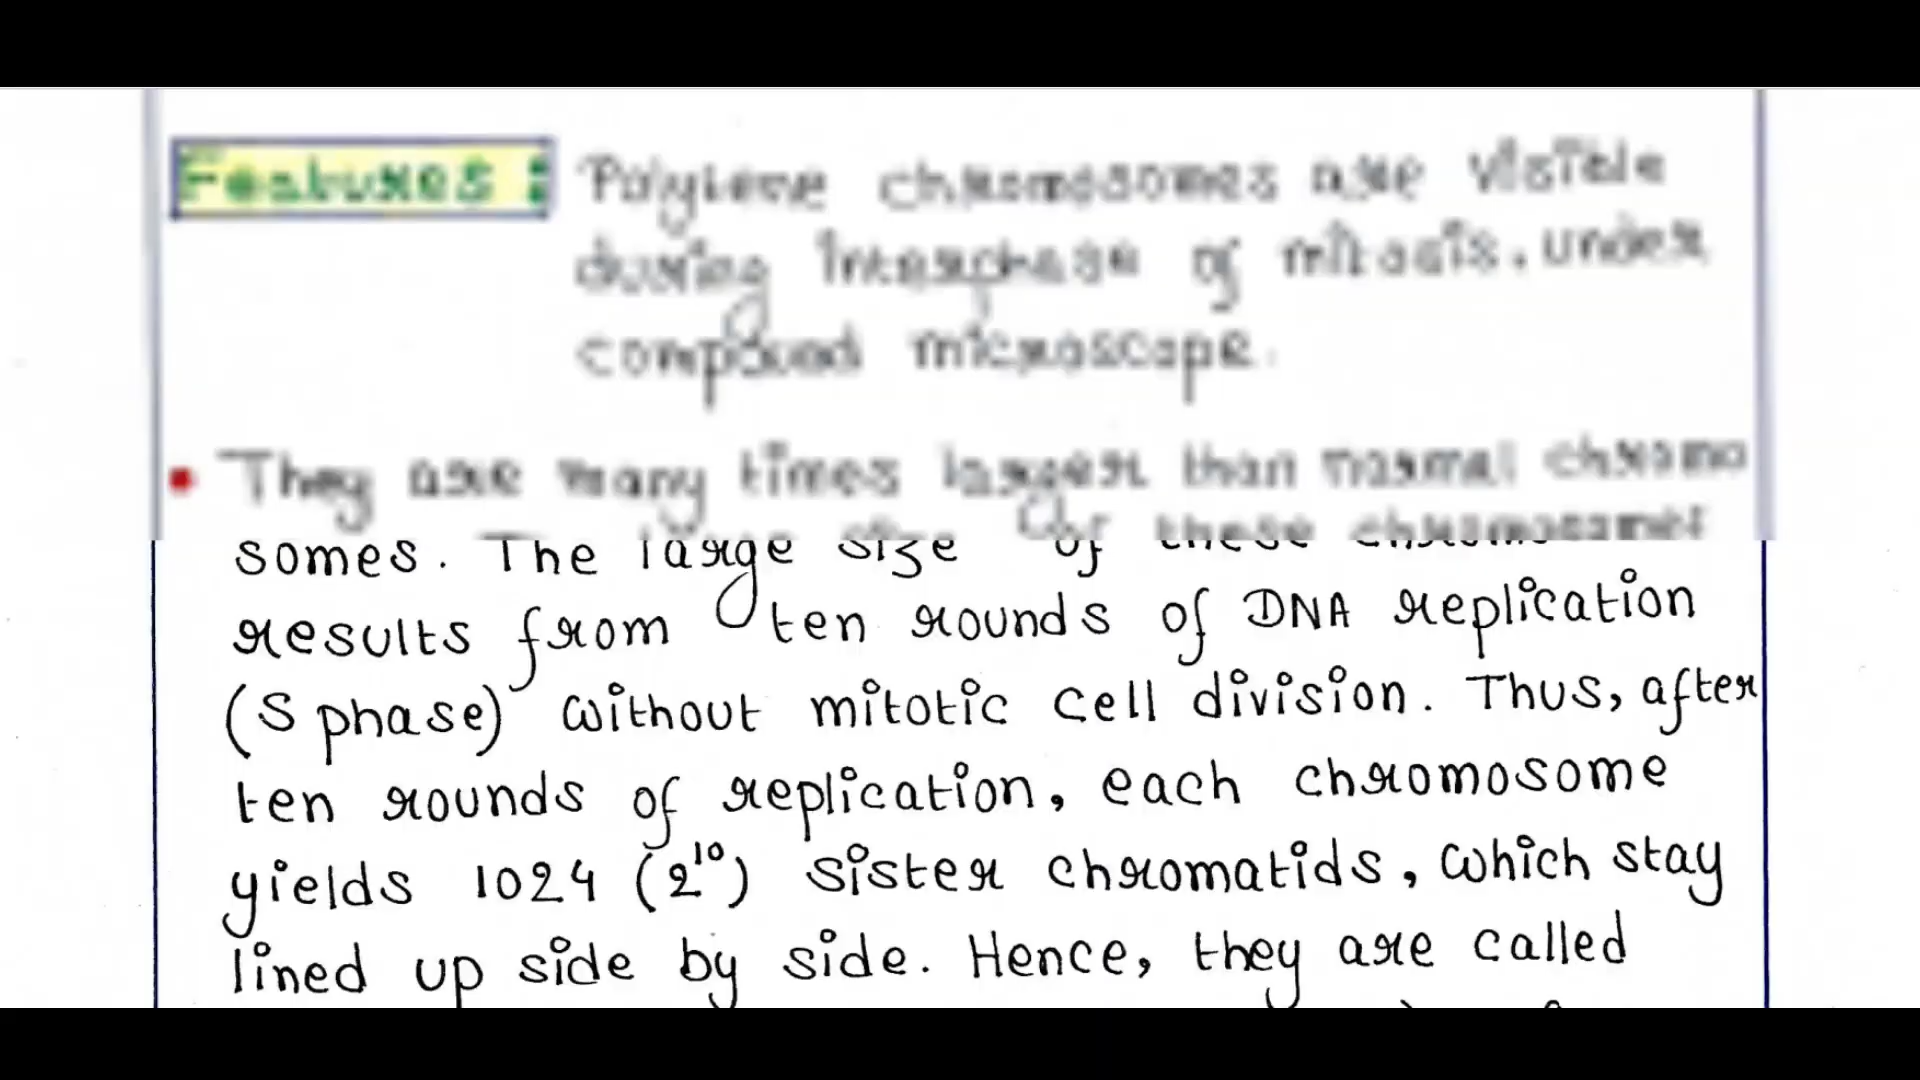 Features : Polytene chromosomes are visible
during interphase of mitosis, under
compound microscope.
• They are many times larger than normal chromo
somes. The large size of these chromosomes
results from ten rounds of DNA replication
(S phase) without mitotic cell division. Thus, after
ten rounds of replication, each chromosome
yields 1024 (2¹⁰) sister chromatids, which stay
lined up side by side. Hence, they are called